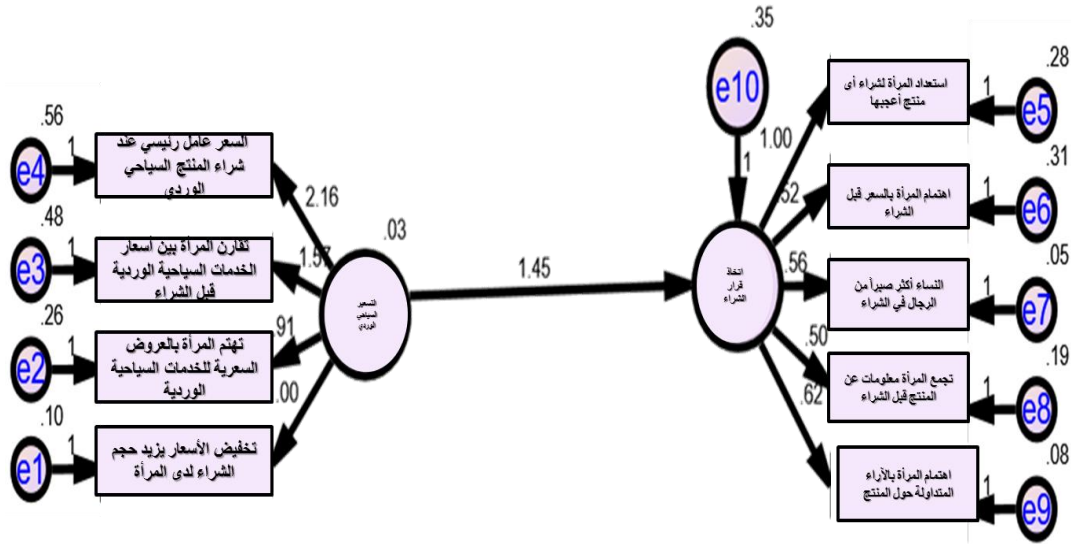 .35
e10
1
.56
e4
1
السعر عامل رئيسي عند
شراء المنتج السياحي
الوردي
2.16
.48
e3
1
تقارن المرأة بين أسعار
الخدمات السياحية الوردية
قبل الشراء
1.57
.26
e2
1
تهتم المرأة بالعروض
السعرية للخدمات السياحية
الوردية
.91
.10
e1
1
تخفيض الأسعار يزيد حجم
الشراء لدى المرأة
.00
.03
التسعير
السياحي
الوردي
1.45
اتخاذ
قرار
الشراء
1.00
استعداد المرأة لشراء أى
منتج أعجبها
1
.28
e5
.52
اهتمام المرأة بالسعر قبل
الشراء
1
.31
e6
.56
النساء أكثر صبراً من
الرجال في الشراء
1
.05
e7
.50
تجمع المرأة معلومات عن
المنتج قبل الشراء
1
.19
e8
.62
اهتمام المرأة بالآراء
المتداولة حول المنتج
1
.08
e9